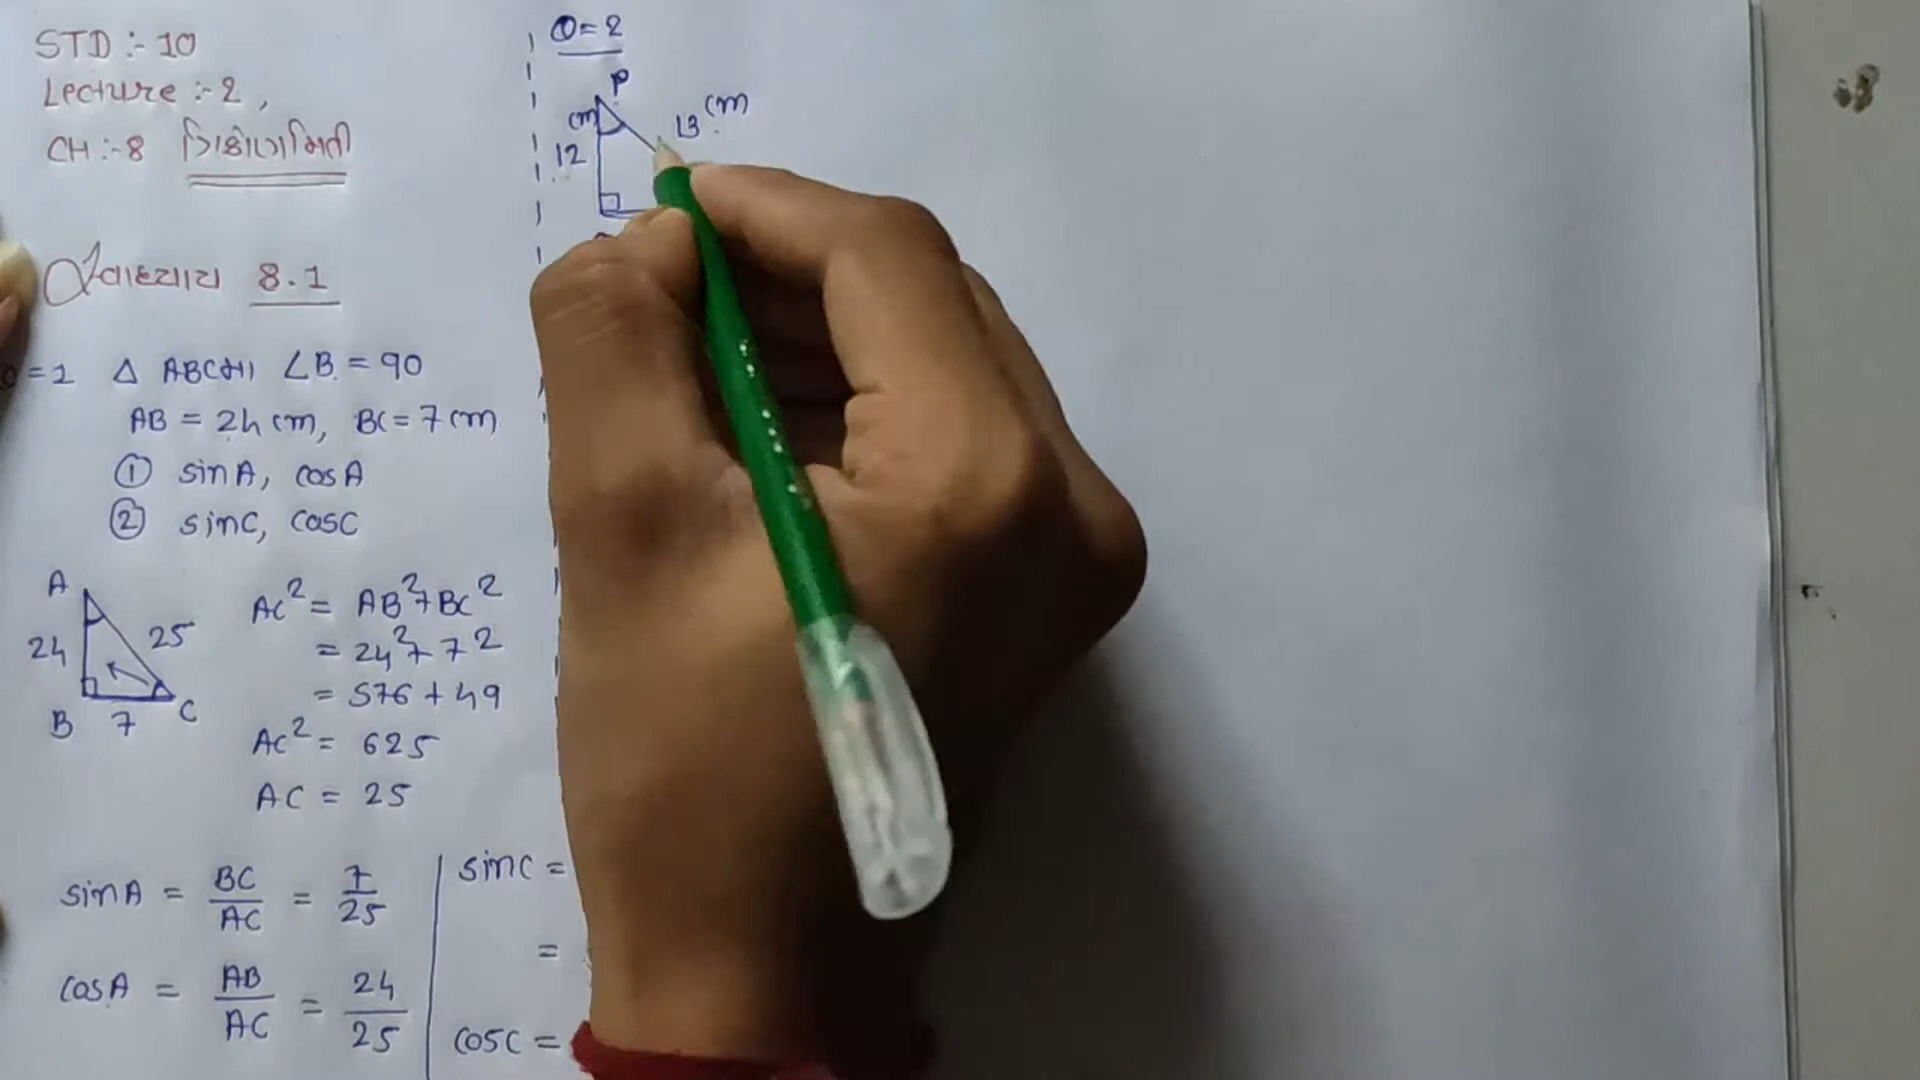 STD :- 10
Lecture :- 2,
CH :- 8 ત્રિકોણમિતી
સ્વાધ્યાય 8.1
=1 △ ABCમાં ∠B = 90
AB = 24 cm, BC = 7 cm
① sinA, cosA
② sinC, cosC
A
24 25
B 7 C
AC² = AB² + BC²
= 24² + 7²
= 576 + 49
AC² = 625
AC = 25
sinA = BC/AC = 7/25
cosA = AB/AC = 24/25
sinC =
=
cosC =
Q=2
P
cm 13 cm
12